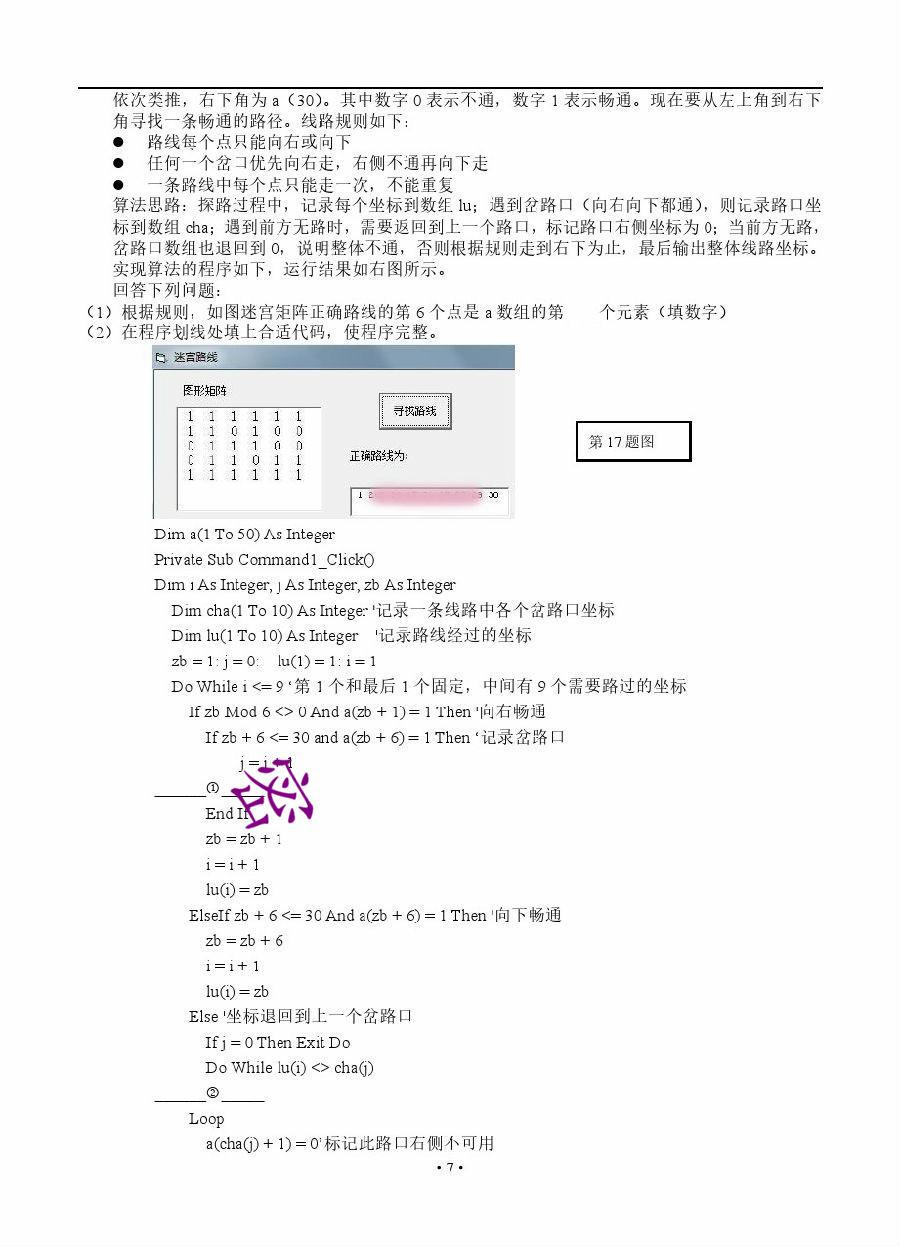 依次类推，右下角为 a（30）。其中数字 0 表示不通，数字 1 表示畅通。现在要从左上角到右下
角寻找一条畅通的路径。线路规则如下：
● 路线每个点只能向右或向下
● 任何一个岔口优先向右走，右侧不通再向下走
● 一条路线中每个点只能走一次，不能重复
算法思路：探路过程中，记录每个坐标到数组 lu；遇到岔路口（向右向下都通），则记录路口坐
标到数组 cha；遇到前方无路时，需要返回到上一个路口，标记路口右侧坐标为 0；当前方无路，
岔路口数组也退回到 0，说明整体不通，否则根据规则走到右下为止，最后输出整体线路坐标。
实现算法的程序如下，运行结果如右图所示。
回答下列问题：
（1）根据规则，如图迷宫矩阵正确路线的第 6 个点是 a 数组的第 个元素（填数字）
（2）在程序划线处填上合适代码，使程序完整。
迷宫路线
图形矩阵
1 1 1 1 1 1
1 1 0 1 0 0
0 1 1 1 0 0
0 1 1 0 1 1
1 1 1 1 1 1
寻找路线
正确路线为:
1 2 30
第 17 题图
Dim a(1 To 50) As Integer
Private Sub Command1_Click()
Dim i As Integer, j As Integer, zb As Integer
Dim cha(1 To 10) As Integer '记录一条线路中各个岔路口坐标
Dim lu(1 To 10) As Integer '记录路线经过的坐标
zb = 1: j = 0: lu(1) = 1: i = 1
Do While i <= 9 ‘第 1 个和最后 1 个固定，中间有 9 个需要路过的坐标
If zb Mod 6 <> 0 And a(zb + 1) = 1 Then '向右畅通
If zb + 6 <= 30 and a(zb + 6) = 1 Then ‘记录岔路口
j = j + 1
______①______
End If
zb = zb + 1
i = i + 1
lu(i) = zb
ElseIf zb + 6 <= 30 And a(zb + 6) = 1 Then '向下畅通
zb = zb + 6
i = i + 1
lu(i) = zb
Else '坐标退回到上一个岔路口
If j = 0 Then Exit Do
Do While lu(i) <> cha(j)
______②______
Loop
a(cha(j) + 1) = 0’标记此路口右侧不可用
• 7 •
密